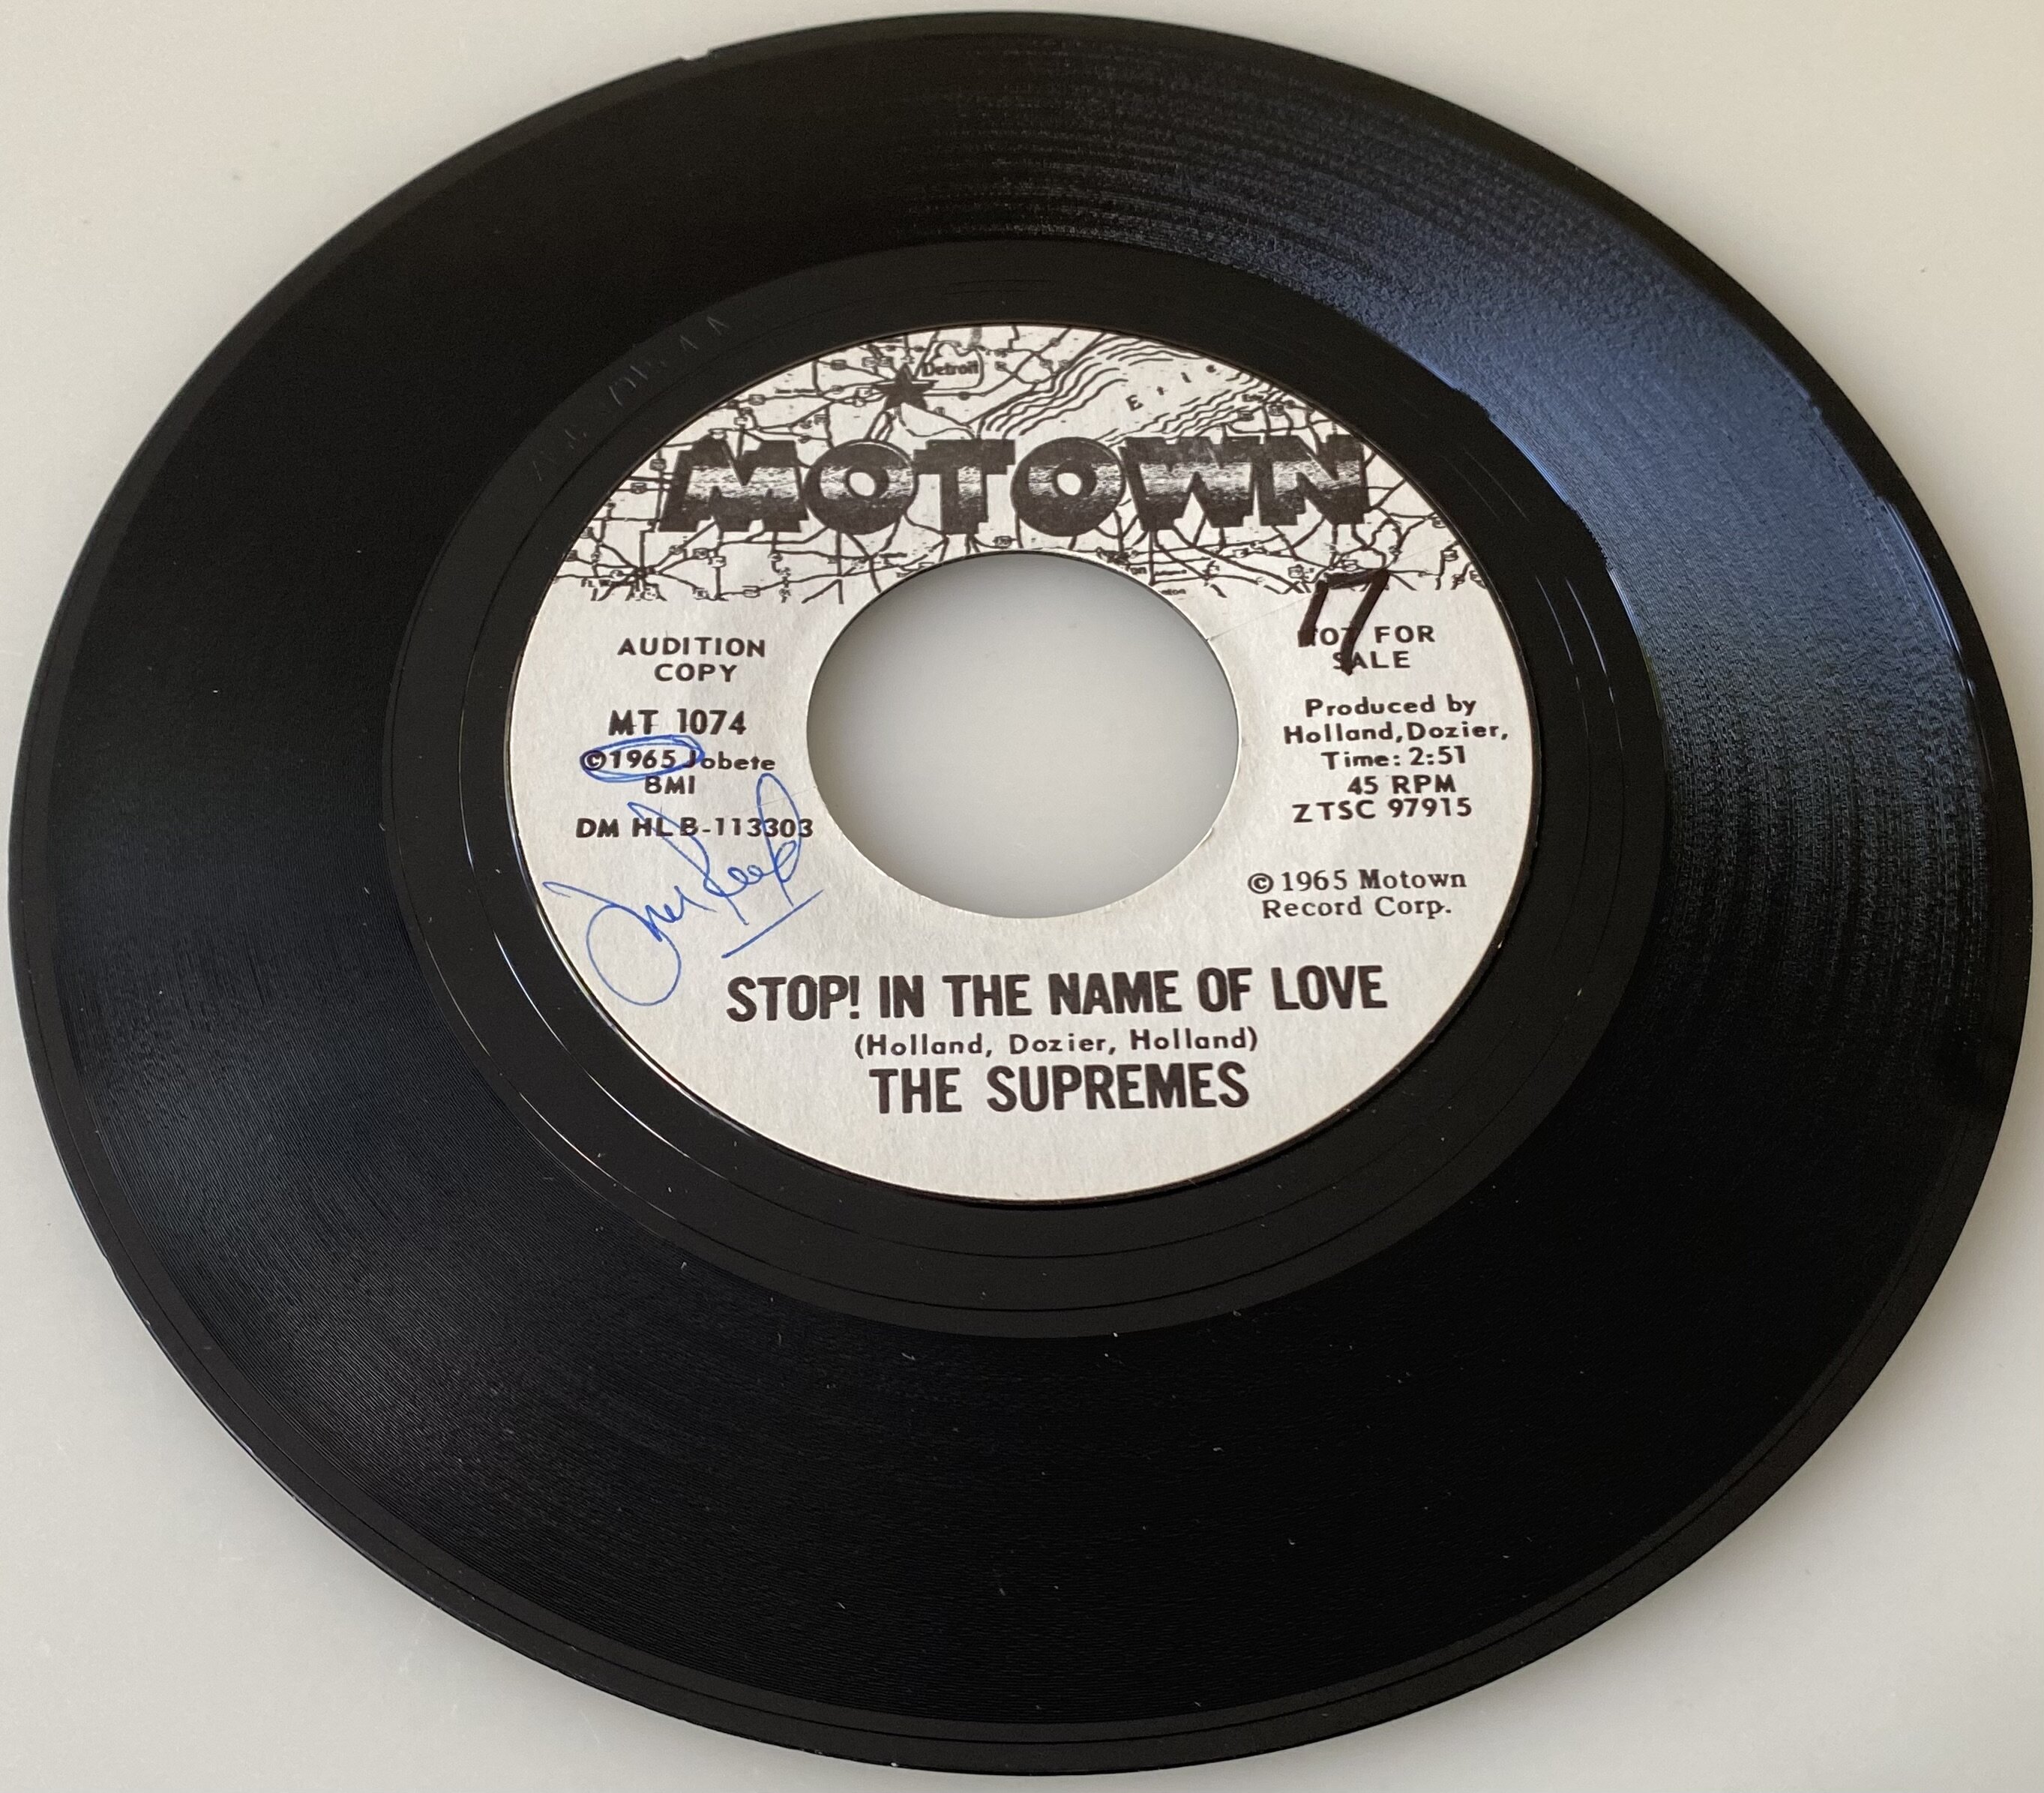 Detroit
Erie
MOTOWN
17
AUDITION
COPY
NOT FOR
SALE
MT 1074
©1965 Jobete
BMI
DM HLB-113303
Produced by
Holland,Dozier,
Time: 2:51
45 RPM
ZTSC 97915
© 1965 Motown
Record Corp.
STOP! IN THE NAME OF LOVE
(Holland, Dozier, Holland)
THE SUPREMES